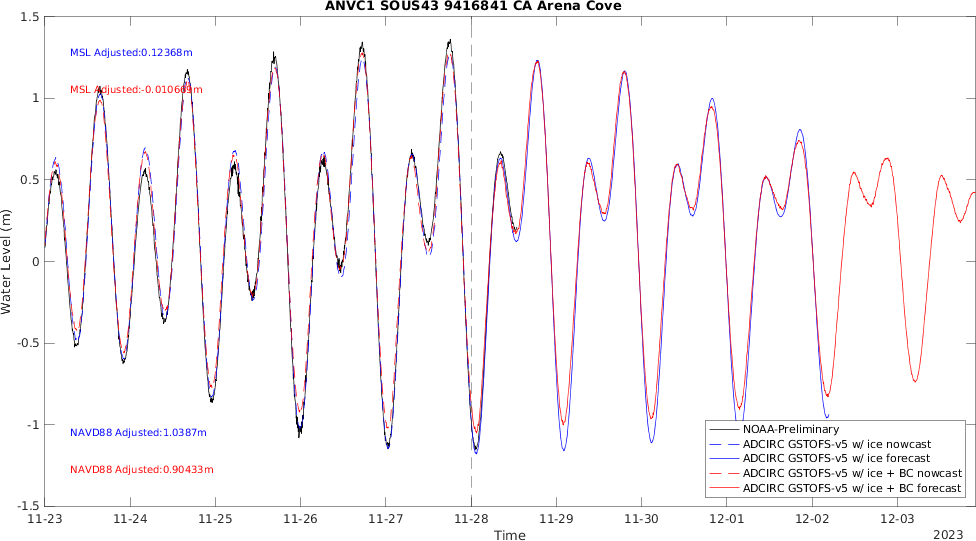 ANVC1 SOUS43 9416841 CA Arena Cove
1.5
1
0.5
0
-0.5
-1
-1.5
Water Level (m)
MSL Adjusted:0.12368m
MSL Adjusted:-0.010669m
NAVD88 Adjusted:1.0387m
NAVD88 Adjusted:0.90433m
NOAA-Preliminary
ADCIRC GSTOFS-v5 w/ ice nowcast
ADCIRC GSTOFS-v5 w/ ice forecast
ADCIRC GSTOFS-v5 w/ ice + BC nowcast
ADCIRC GSTOFS-v5 w/ ice + BC forecast
11-23 11-24 11-25 11-26 11-27 11-28 11-29 11-30 12-01 12-02 12-03
Time
2023